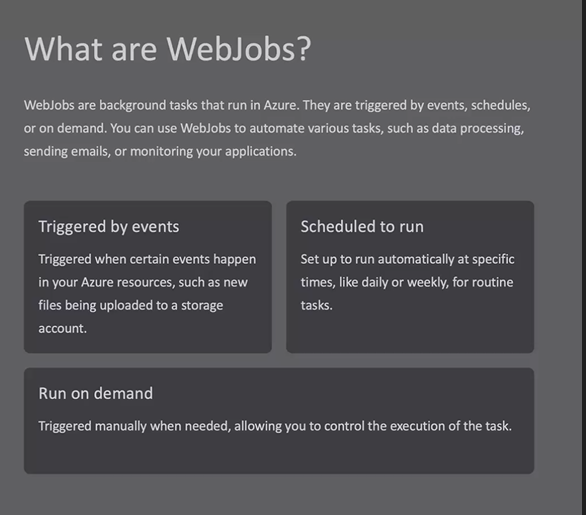 What are WebJobs?
WebJobs are background tasks that run in Azure. They are triggered by events, schedules,
or on demand. You can use WebJobs to automate various tasks, such as data processing,
sending emails, or monitoring your applications.
Triggered by events
Triggered when certain events happen
in your Azure resources, such as new
files being uploaded to a storage
account.
Scheduled to run
Set up to run automatically at specific
times, like daily or weekly, for routine
tasks.
Run on demand
Triggered manually when needed, allowing you to control the execution of the task.